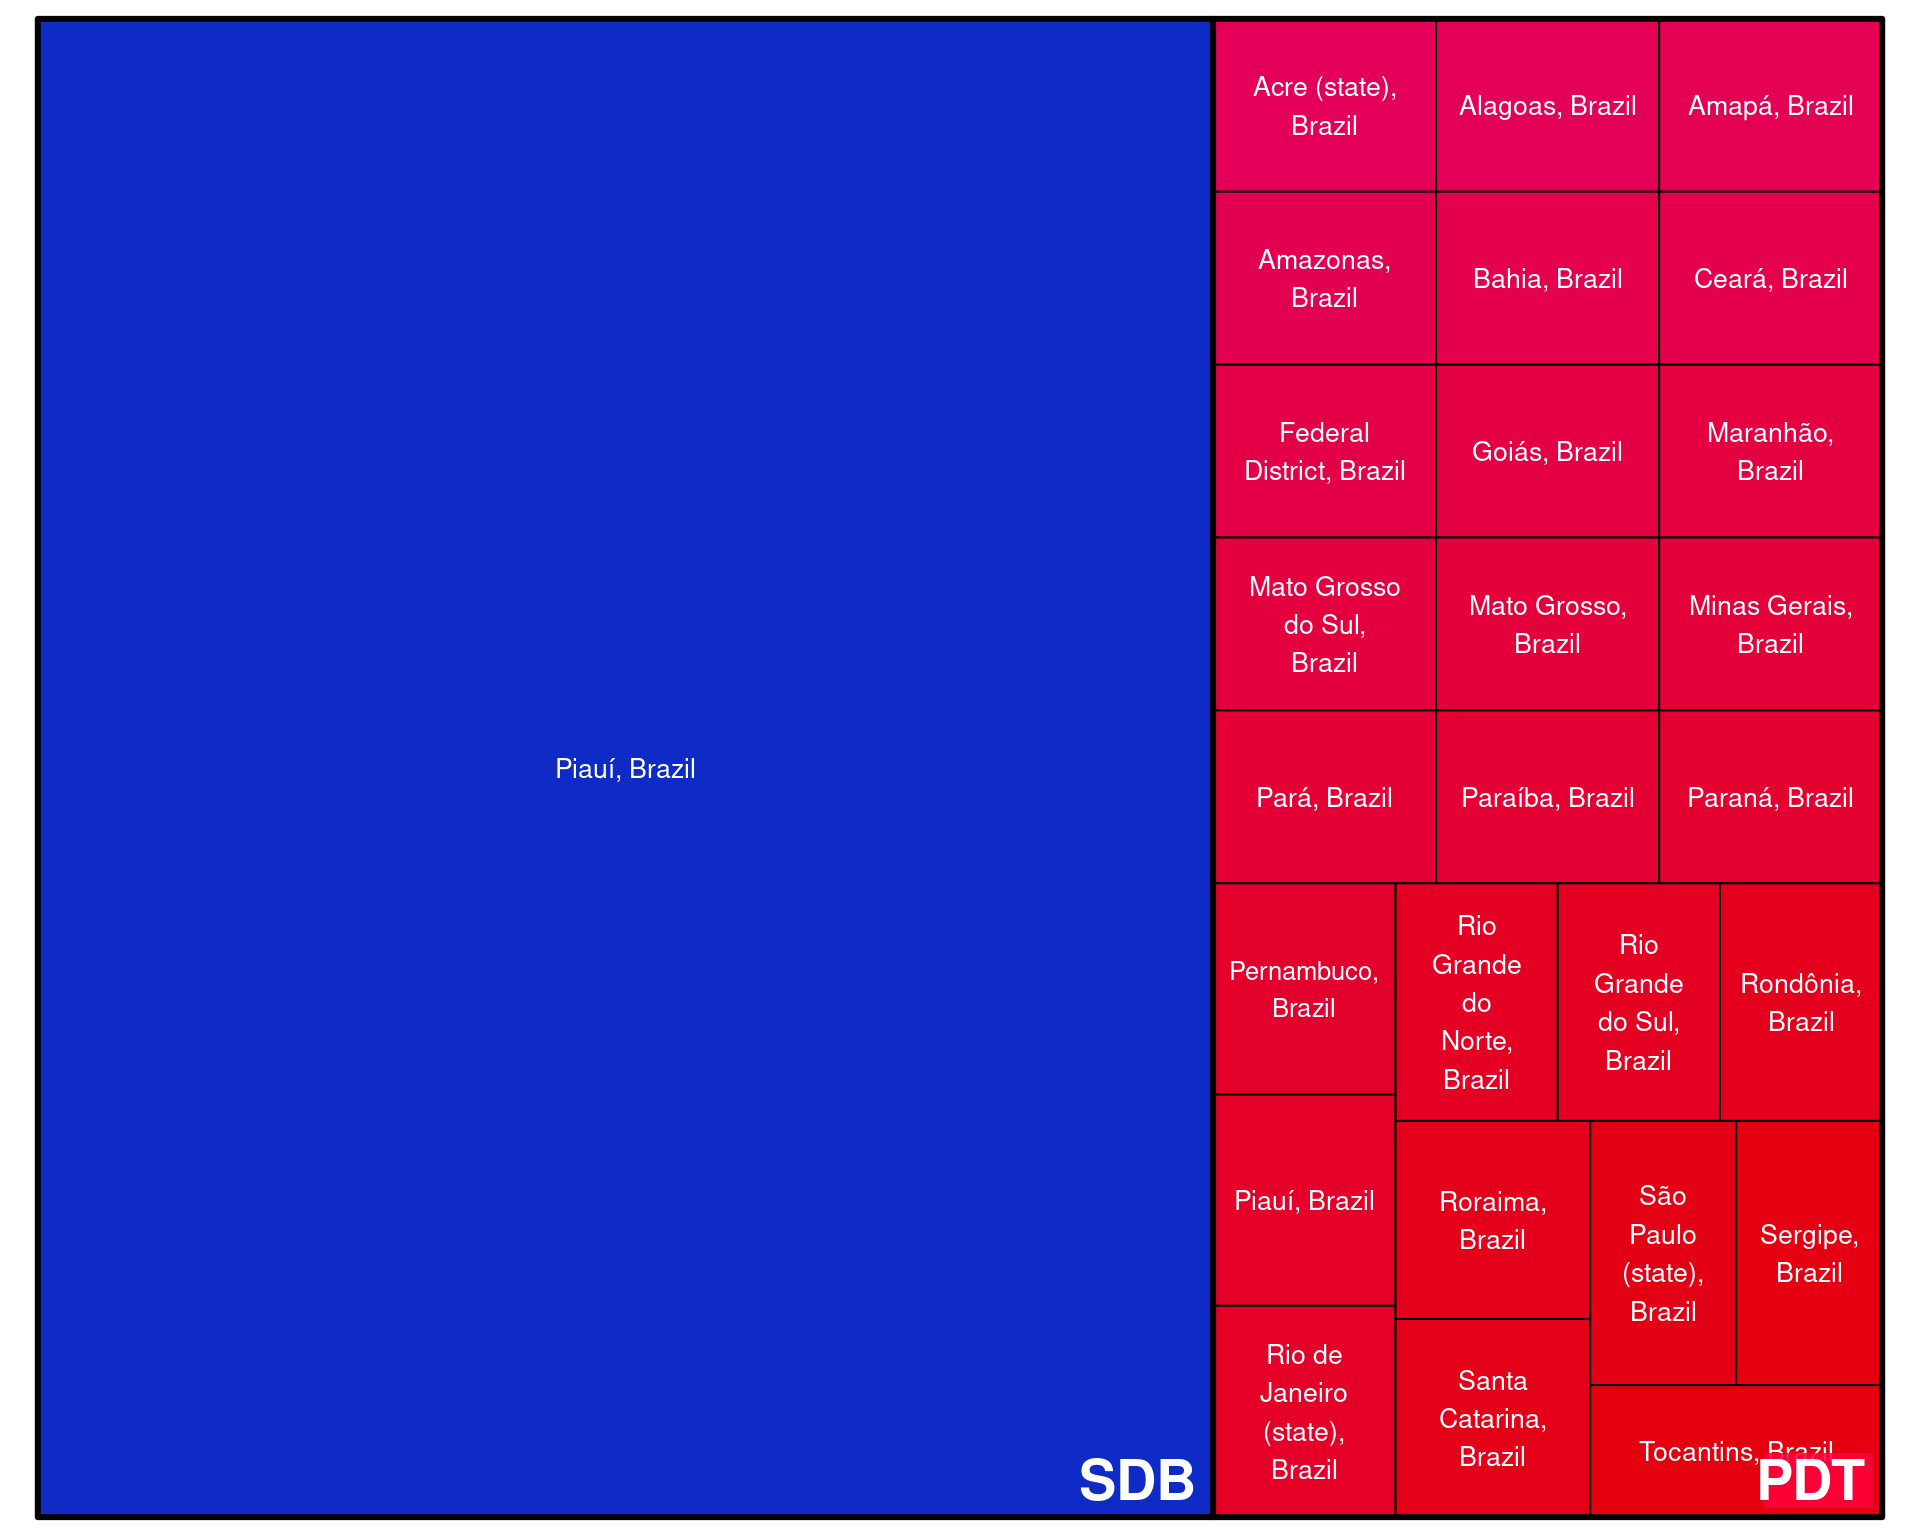 Piauí, Brazil
SDB
Acre (state),
Brazil
Alagoas, Brazil
Amapá, Brazil
Amazonas,
Brazil
Bahia, Brazil
Ceará, Brazil
Federal
District, Brazil
Goiás, Brazil
Maranhão,
Brazil
Mato Grosso
do Sul,
Brazil
Mato Grosso,
Brazil
Minas Gerais,
Brazil
Pará, Brazil
Paraíba, Brazil
Paraná, Brazil
Pernambuco,
Brazil
Piauí, Brazil
Rio de
Janeiro
(state),
Brazil
Rio
Grande
do
Norte,
Brazil
Rio
Grande
do Sul,
Brazil
Rondônia,
Brazil
Roraima,
Brazil
Santa
Catarina,
Brazil
São
Paulo
(state),
Brazil
Sergipe,
Brazil
Tocantins, Brazil
PDT